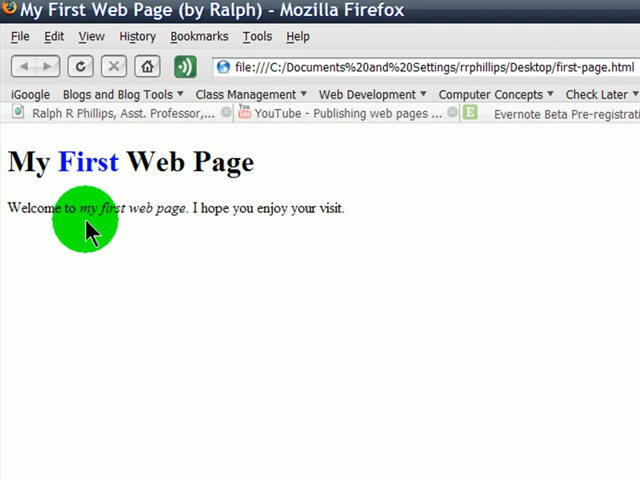 My First Web Page (by Ralph) - Mozilla Firefox
File Edit View History Bookmarks Tools Help
file:///C:/Documents%20and%20Settings/rrphillips/Desktop/first-page.html
iGoogle Blogs and Blog Tools Class Management Web Development Computer Concepts Check Later
Ralph R Phillips, Asst. Professor,... You Tube YouTube - Publishing web pages ... E Evernote Beta Pre-registrati
My First Web Page
Welcome to my first web page. I hope you enjoy your visit.